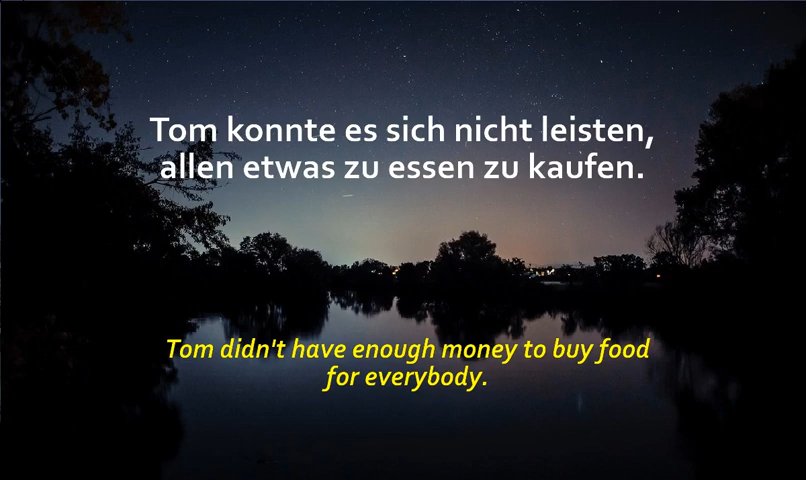 Tom konnte es sich nicht leisten,
allen etwas zu essen zu kaufen.
Tom didn't have enough money to buy food
for everybody.